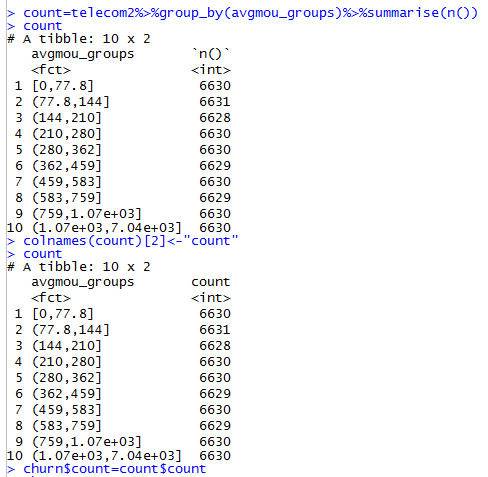 > count=telecom2%>%group_by(avgmou_groups)%>%summarise(n())
> count
# A tibble: 10 x 2
   avgmou_groups       `n()`
   <fct>               <int>
 1 [0,77.8]             6630
 2 (77.8,144]           6631
 3 (144,210]            6628
 4 (210,280]            6630
 5 (280,362]            6630
 6 (362,459]            6629
 7 (459,583]            6630
 8 (583,759]            6629
 9 (759,1.07e+03]       6630
10 (1.07e+03,7.04e+03]  6630
> colnames(count)[2]<-"count"
> count
# A tibble: 10 x 2
   avgmou_groups       count
   <fct>               <int>
 1 [0,77.8]             6630
 2 (77.8,144]           6631
 3 (144,210]            6628
 4 (210,280]            6630
 5 (280,362]            6630
 6 (362,459]            6629
 7 (459,583]            6630
 8 (583,759]            6629
 9 (759,1.07e+03]       6630
10 (1.07e+03,7.04e+03]  6630
> churn$count=count$count